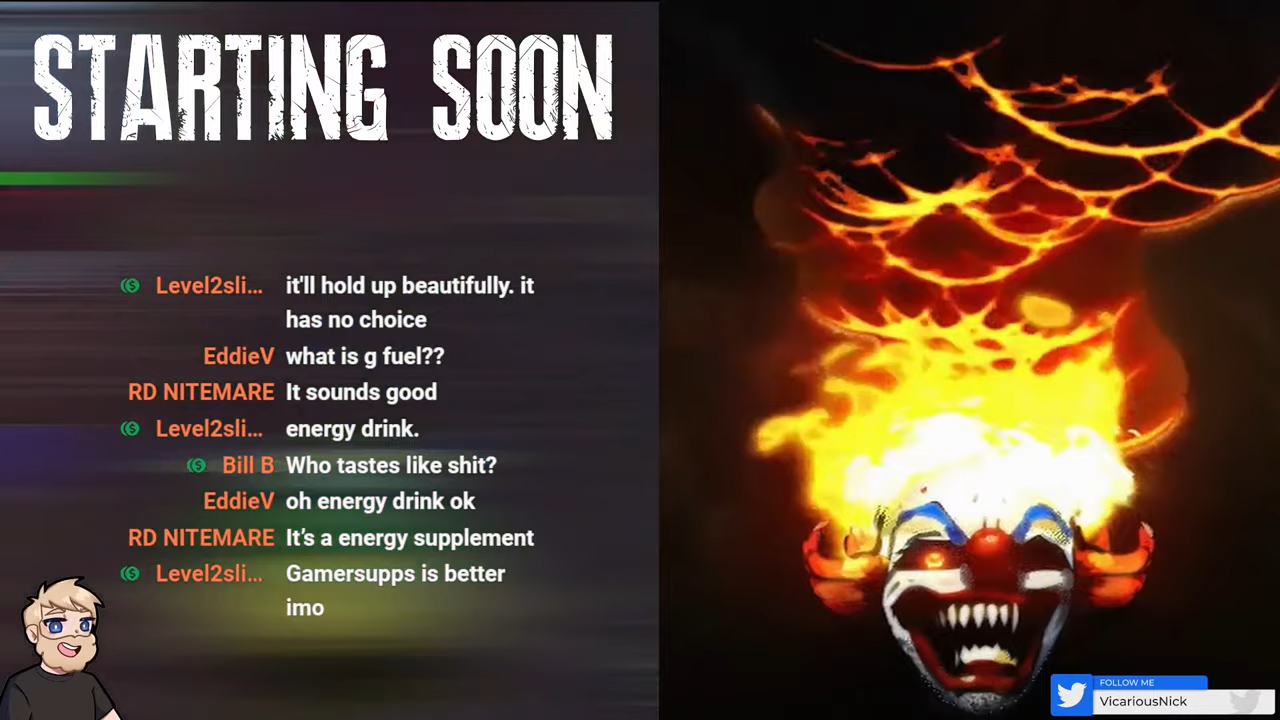 STARTING SOON
Level2sli... it'll hold up beautifully. it
has no choice
EddieV what is g fuel??
RD NITEMARE It sounds good
Level2sli... energy drink.
Bill B Who tastes like shit?
EddieV oh energy drink ok
RD NITEMARE It’s a energy supplement
Level2sli... Gamersupps is better
imo
FOLLOW ME
VicariousNick